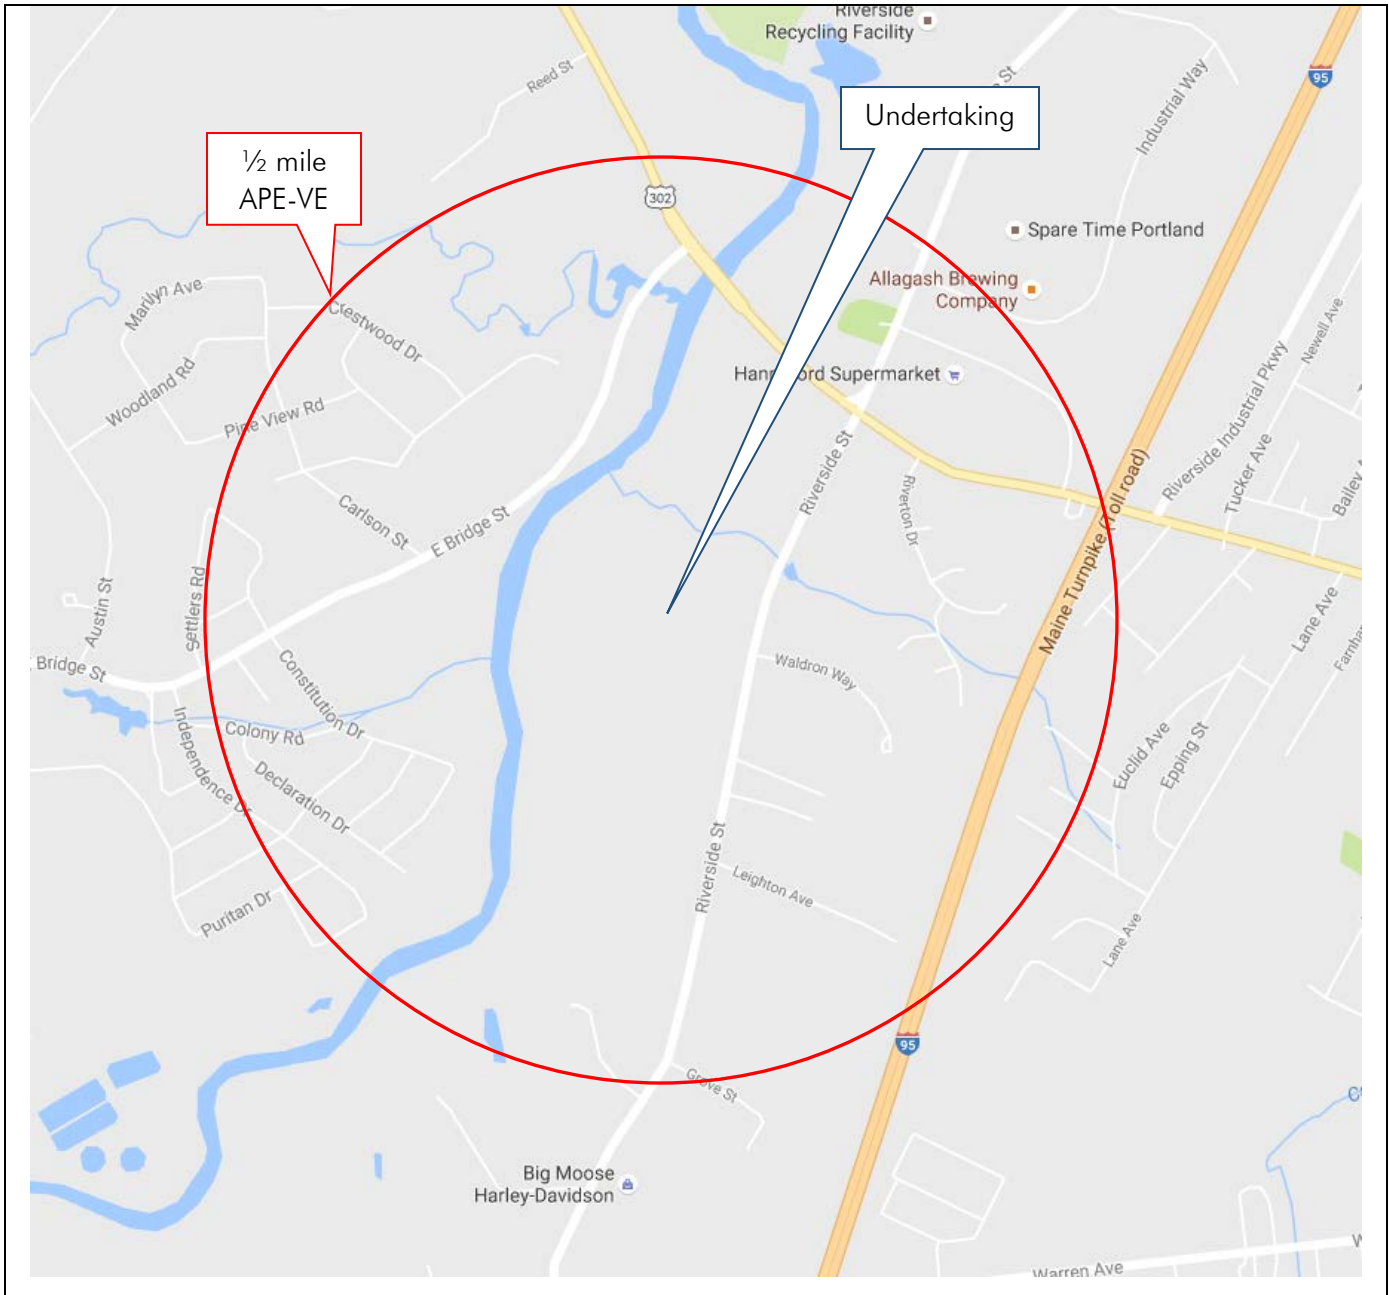 Riverside
Recycling Facility
St
95
Reed St
Industrial Way
Undertaking
½ mile
APE-VE
302
Spare Time Portland
Allagash Brewing
Company
Marilyn Ave
Crestwood Dr
Newell Ave
Woodland Rd
Hannaford Supermarket
Pine View Rd
Riverside Industrial Pkwy
Riverside St
Tucker Ave
Bailey A
Carlson St
E Bridge St
Riverton Dr
Maine Turnpike (Toll road)
Austin St
Settlers Rd
Lane Ave
Farnha
Bridge St
Waldron Way
Constitution Dr
Independence Dr
Colony Rd
Euclid Ave
Epping St
Declaration Dr
Riverside St
Leighton Ave
Puritan Dr
Lane Ave
95
Grove St
Big Moose
Harley-Davidson
Warren Ave
W